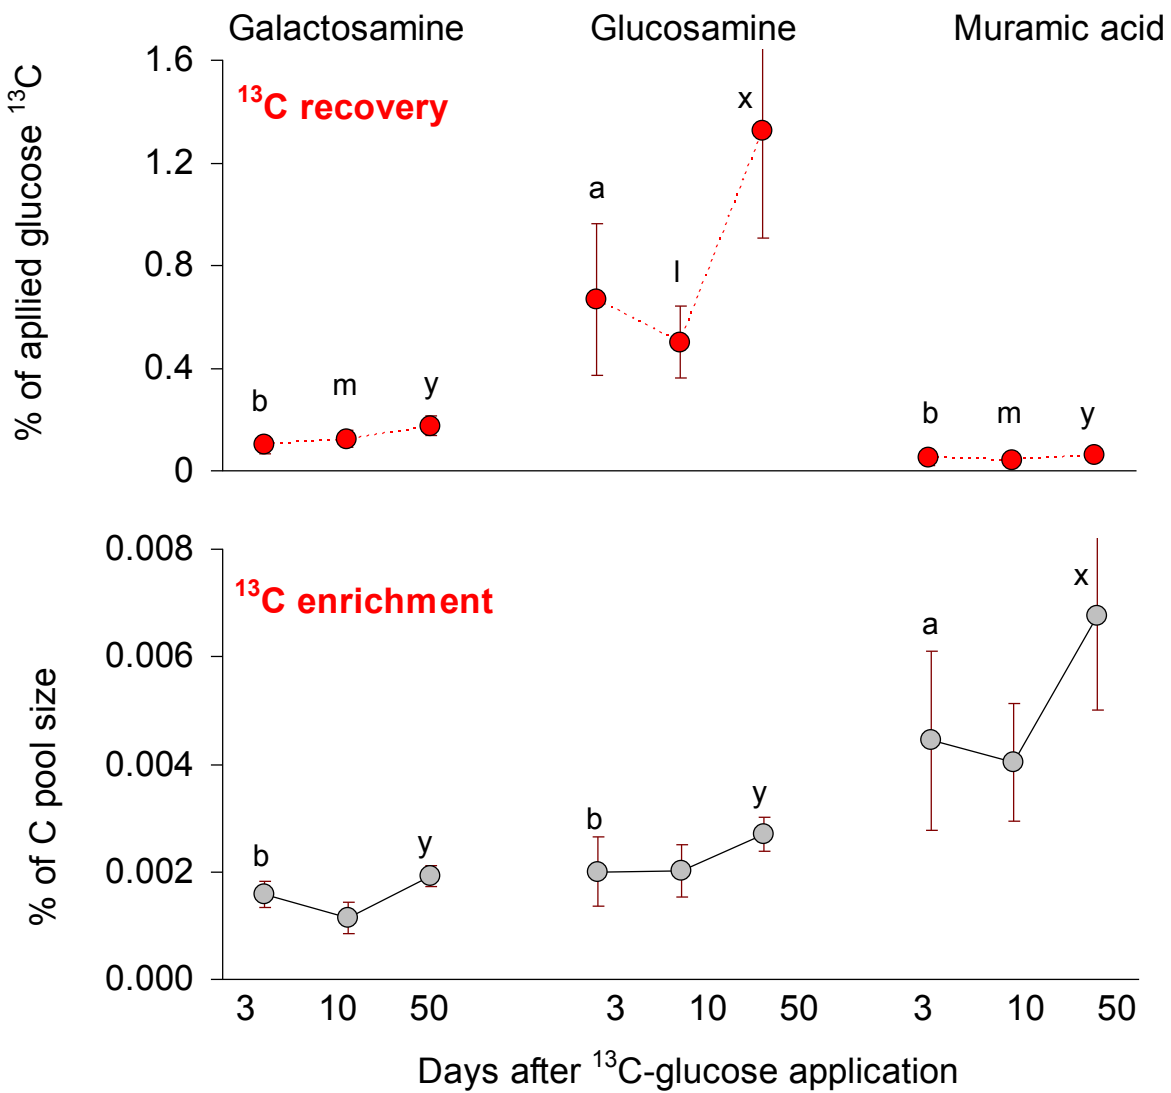 Galactosamine Glucosamine Muramic acid
% of apllied glucose ¹³C
1.6
1.2
0.8
0.4
0
¹³C recovery
b m y
a l x
b m y
% of C pool size
0.008
0.006
0.004
0.002
0.000
¹³C enrichment
b y
b y
a x
3 10 50 3 10 50 3 10 50
Days after ¹³C-glucose application